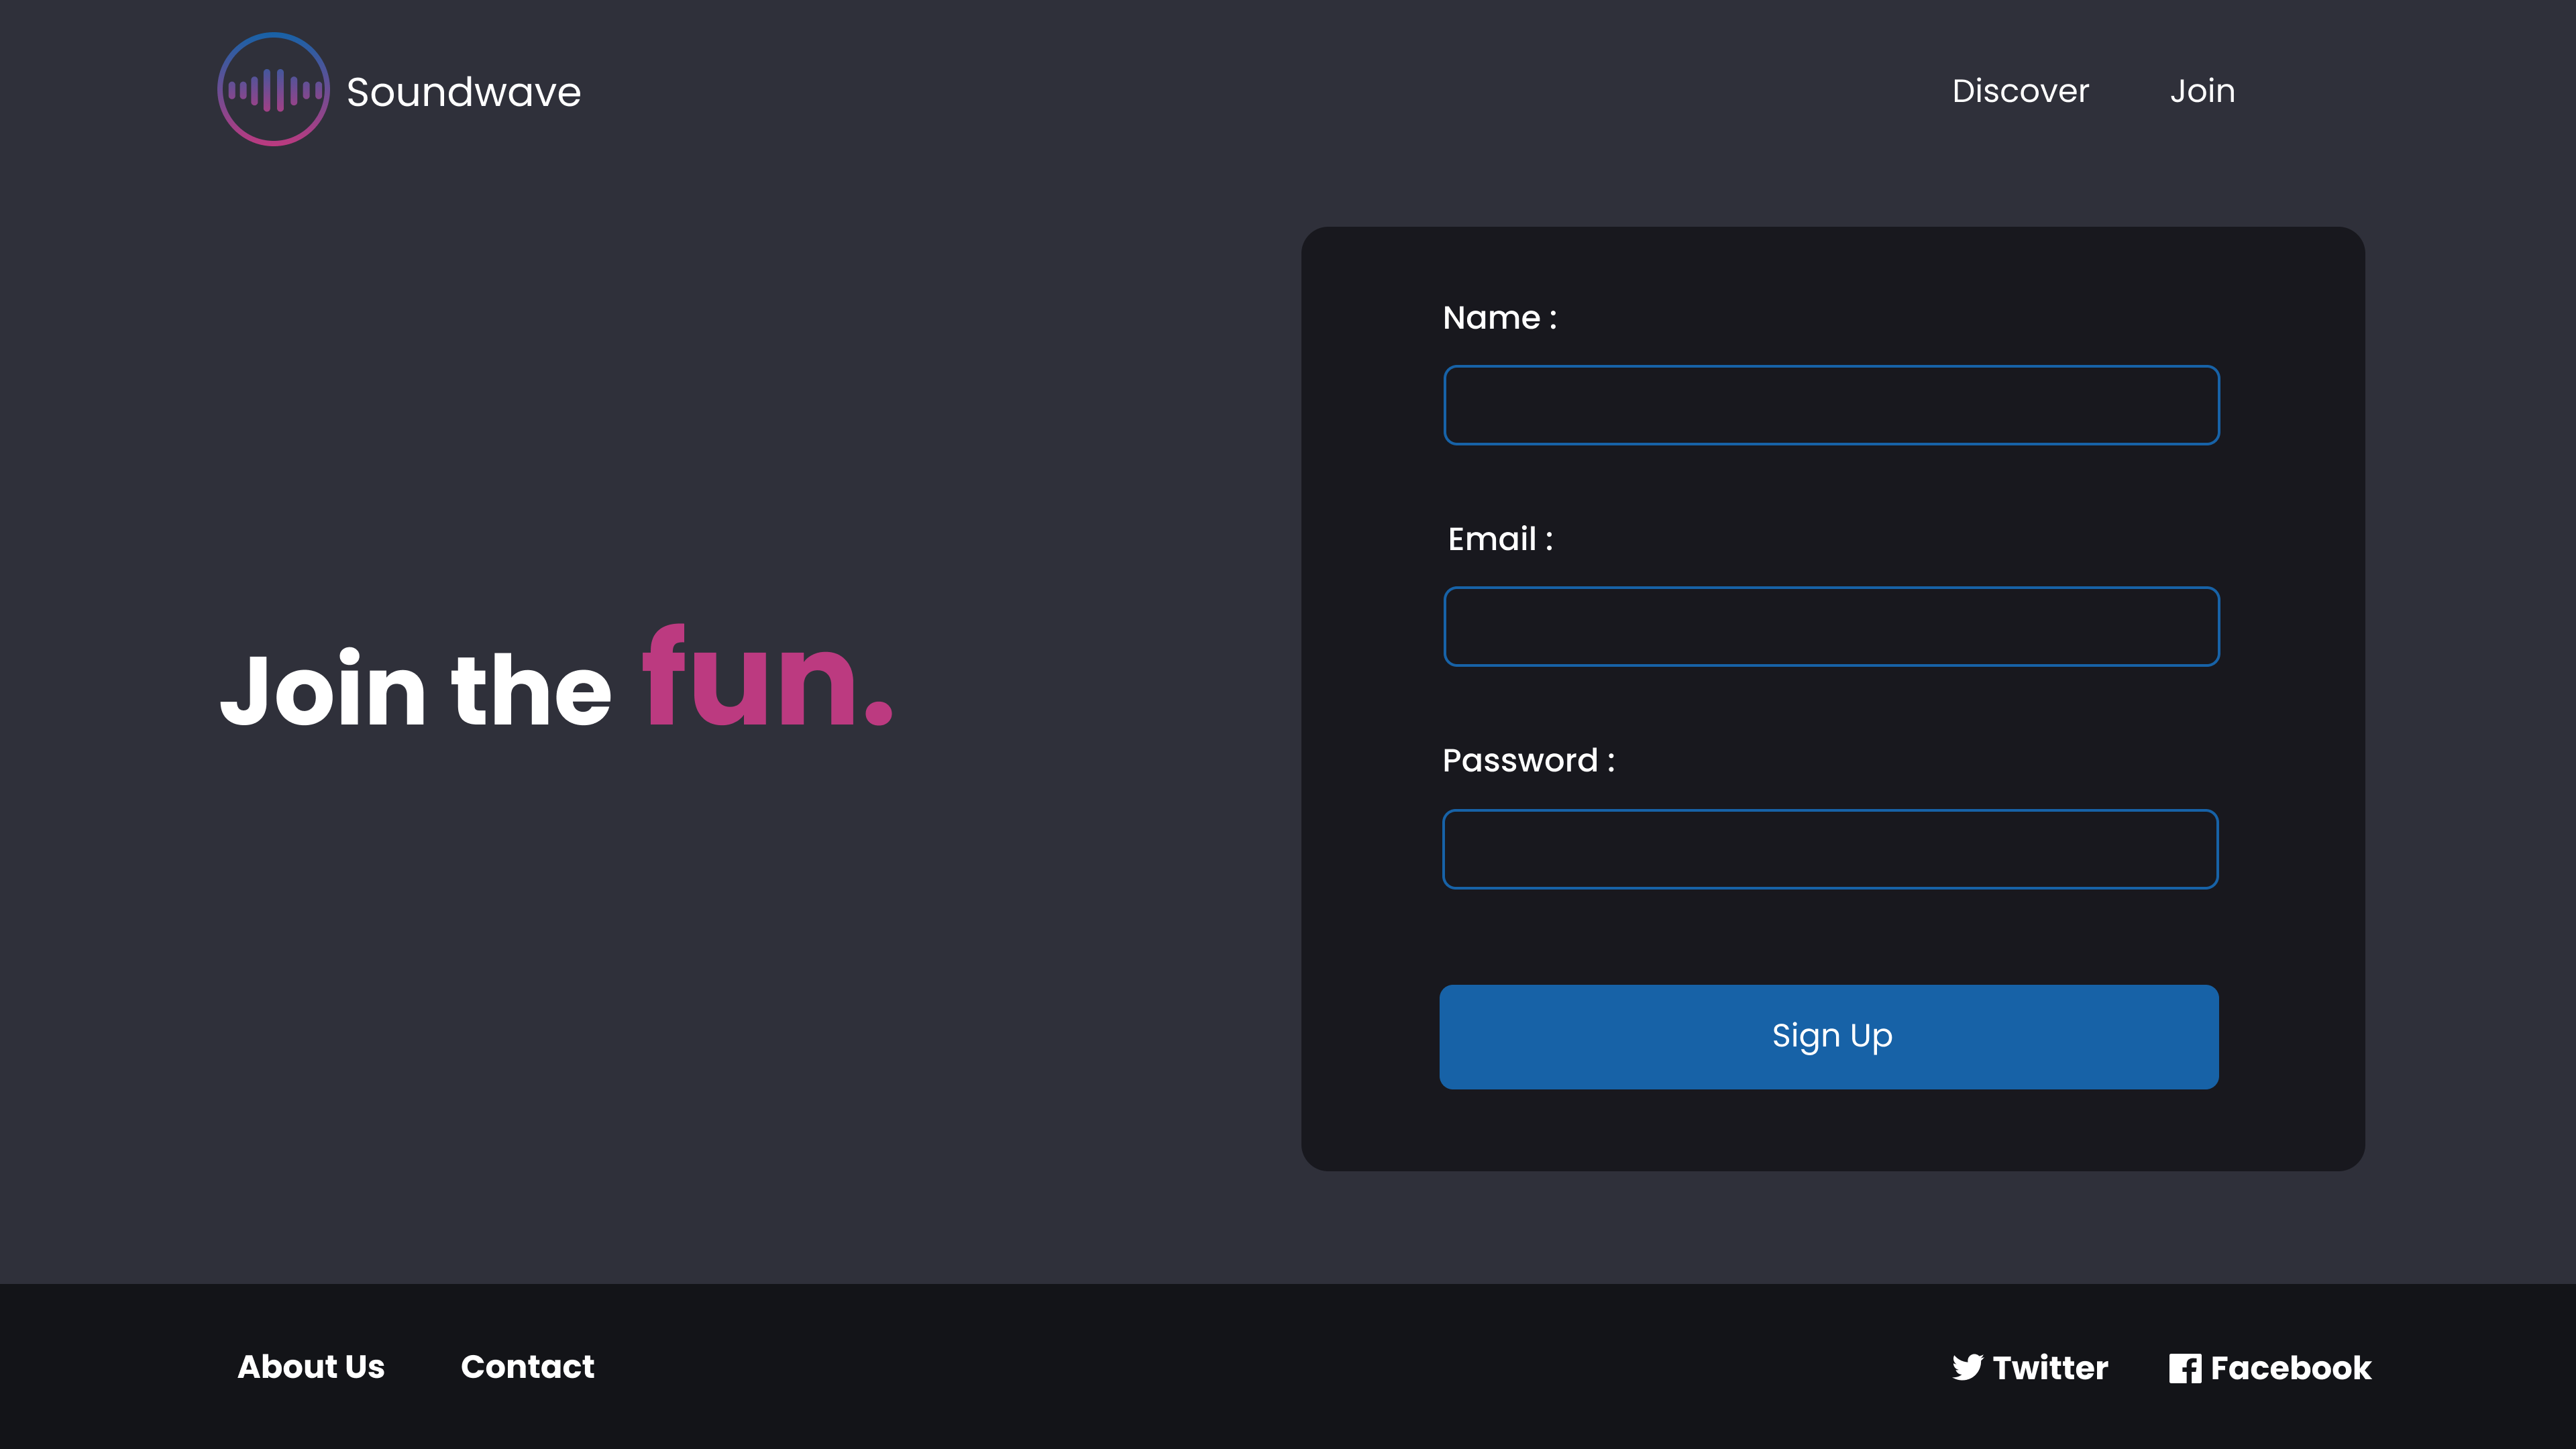 Soundwave
Discover
Join
Join the fun.
Name :
Email :
Password :
Sign Up
About Us
Contact
Twitter
Facebook